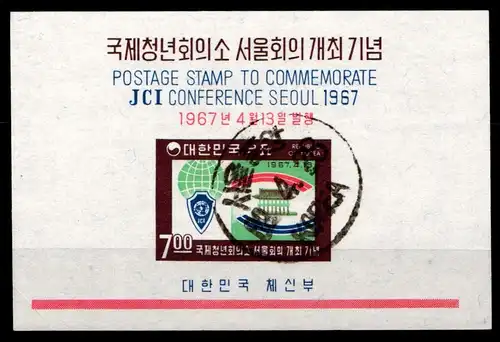 국제청년회의소 서울회의 개최 기념
POSTAGE STAMP TO COMMEMORATE
JCI CONFERENCE SEOUL 1967
1967년 4월 13일 발행
대한민국 우표
REPUBLIC
OF KOREA
1967.4.13
JCI
7.00
국제청년회의소 서울회의 개최 기념
대한민국 체신부